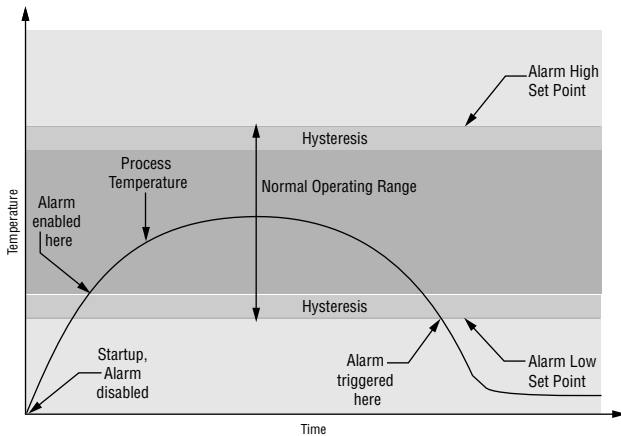 Alarm High
Set Point
Hysteresis
Process
Temperature
Normal Operating Range
Alarm
enabled
here
Temperature
Hysteresis
Startup,
Alarm
disabled
Alarm
triggered
here
Alarm Low
Set Point
Time